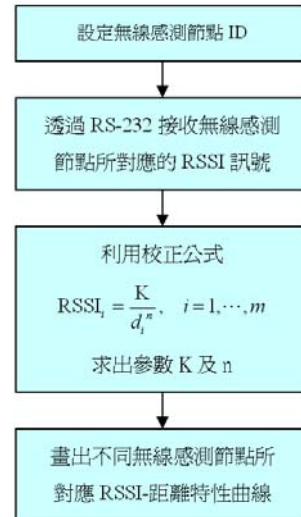 設定無線感測節點 ID
透過 RS-232 接收無線感測
節點所對應的 RSSI 訊號
利用校正公式
RSSI_i = K / d_i^n, i = 1,⋯,m
求出參數 K 及 n
畫出不同無線感測節點所
對應 RSSI-距離特性曲線